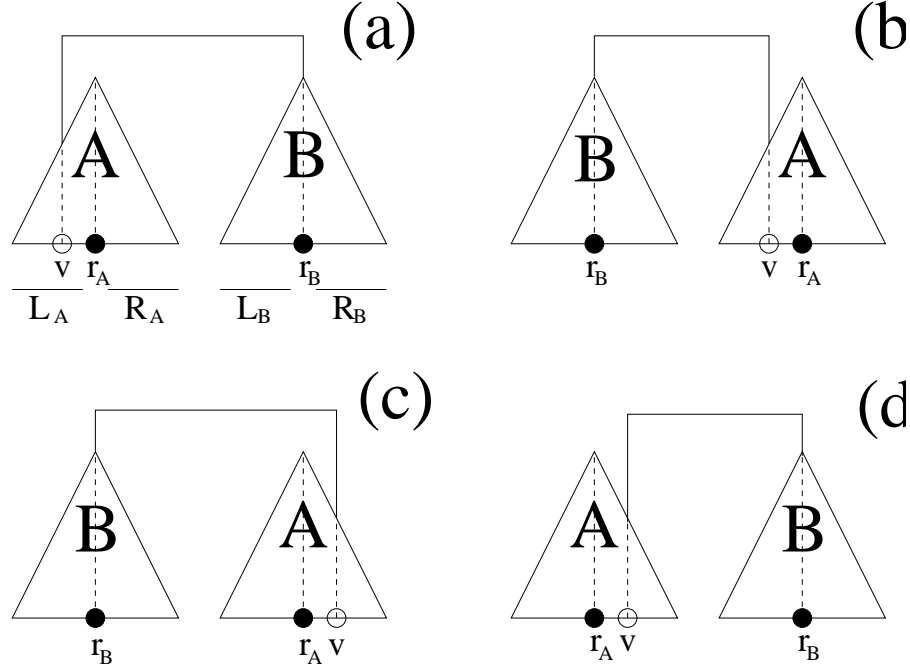 (a) (b)
A B B A
v r_A r_B r_B v r_A
L_A R_A L_B R_B
(c) (d
B A A B
r_B r_A v r_A v r_B